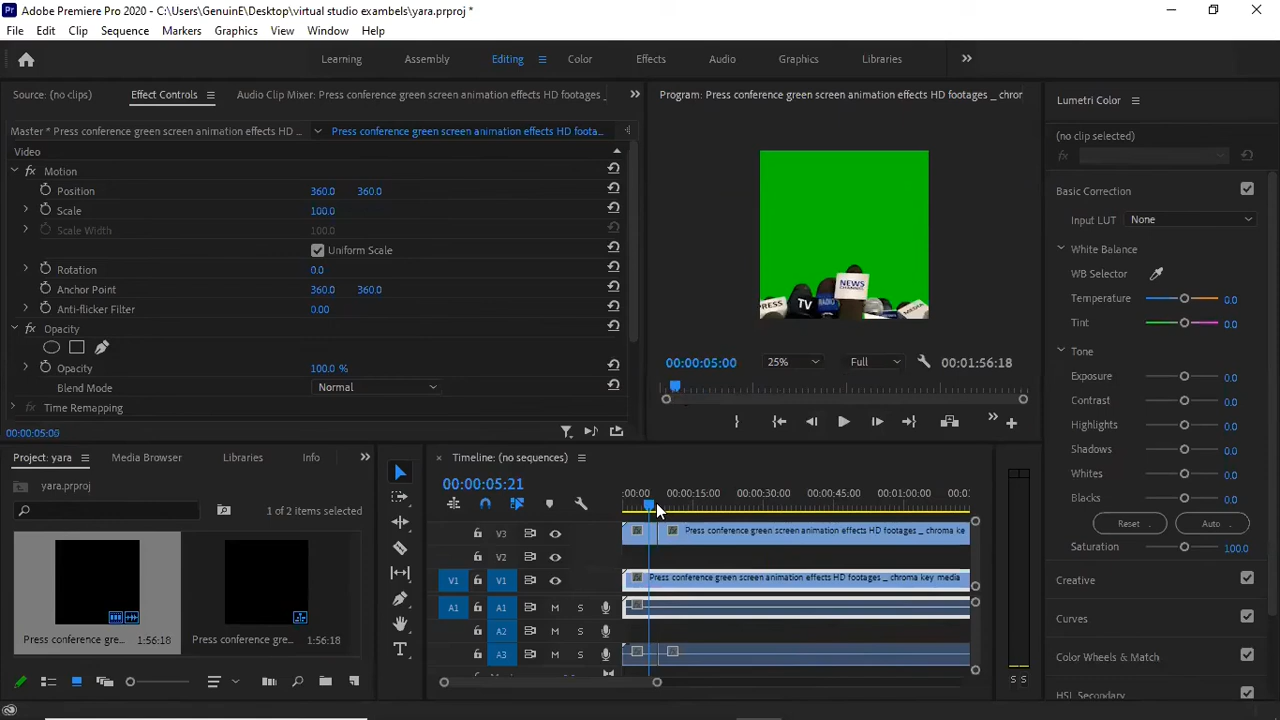 Adobe Premiere Pro 2020 - C:\Users\GenuinE\Desktop\virtual studio exambels\yara.prproj *
File Edit Clip Sequence Markers Graphics View Window Help
Learning Assembly Editing Color Effects Audio Graphics Libraries
Source: (no clips) Effect Controls Audio Clip Mixer: Press conference green screen animation effects HD footages _
Program: Press conference green screen animation effects HD footages _ chror
Lumetri Color
Master * Press conference green screen animation effects HD ... Press conference green screen animation effects HD foota...
(no clip selected)
Video
fx Motion
Position 360.0 360.0
Scale 100.0
Scale Width 100.0
Uniform Scale
Rotation 0.0
Anchor Point 360.0 360.0
Anti-flicker Filter 0.00
fx Opacity
Opacity 100.0 %
Blend Mode Normal
fx Time Remapping
00:00:05:00
PRESS TV RADIO NEWS CHANNEL MEDIA
00:00:05:00 25% Full 00:01:56:18
fx
Basic Correction
Input LUT None
White Balance
WB Selector
Temperature 0.0
Tint 0.0
Tone
Exposure 0.0
Contrast 0.0
Highlights 0.0
Shadows 0.0
Whites 0.0
Blacks 0.0
Reset Auto
Saturation 100.0
Creative
Curves
Color Wheels & Match
HSL Secondary
Project: yara Media Browser Libraries Info
yara.prproj
1 of 2 items selected
Press conference gre... 1:56:18 Press conference gre... 1:56:18
Timeline: (no sequences)
00:00:05:21
:00:00 00:00:15:00 00:00:30:00 00:00:45:00 00:01:00:00 00:01
V3 Press conference green screen animation effects HD footages _ chroma ke
V2
V1 V1 Press conference green screen animation effects HD footages _ chroma key media
A1 A1 M S
A2 M S
A3 M S
S S
T